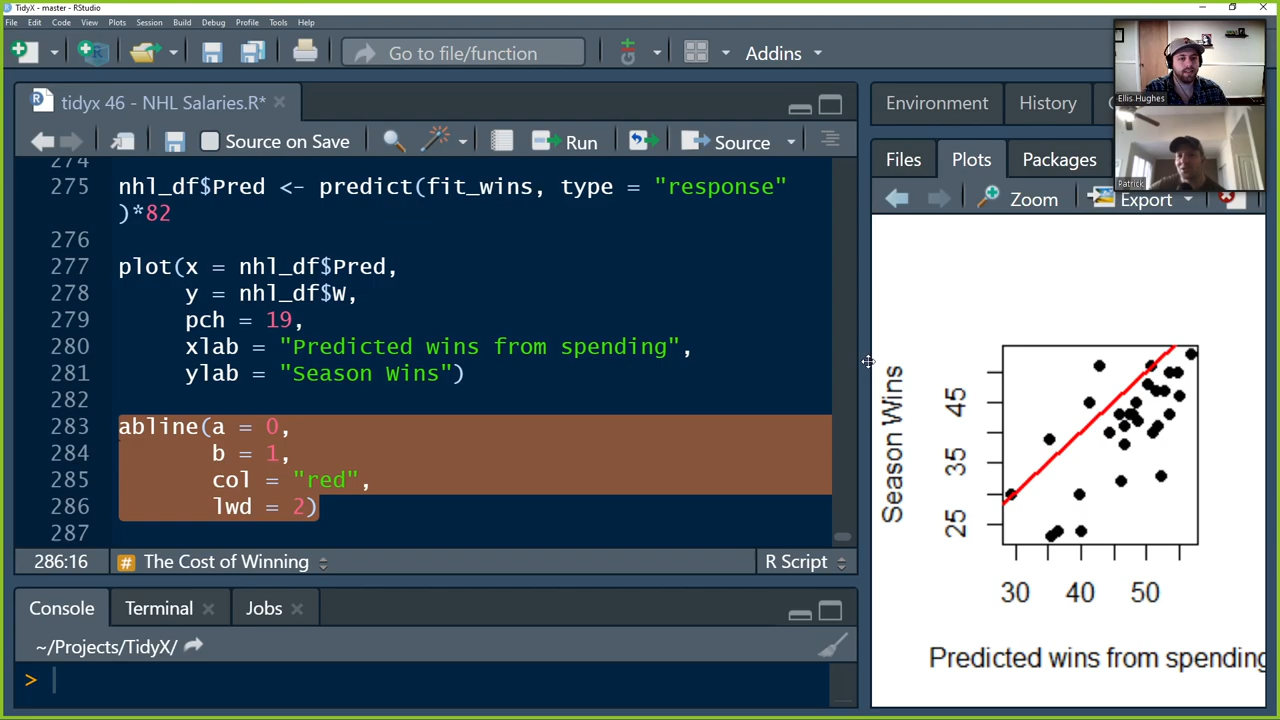 TidyX - master - RStudio
File Edit Code View Plots Session Build Debug Profile Tools Help
Go to file/function
Addins
Ellis Hughes
Patrick
tidyx 46 - NHL Salaries.R*
Source on Save
Run
Source
274
275 nhl_df$Pred <- predict(fit_wins, type = "response"
)*82
276
277 plot(x = nhl_df$Pred,
278 y = nhl_df$W,
279 pch = 19,
280 xlab = "Predicted wins from spending",
281 ylab = "Season Wins")
282
283 abline(a = 0,
284 b = 1,
285 col = "red",
286 lwd = 2)
287
286:16 # The Cost of Winning R Script
Console Terminal Jobs
~/Projects/TidyX/
>
Environment History
Files Plots Packages
Zoom Export
Season Wins
45
35
25
30 40 50
Predicted wins from spending